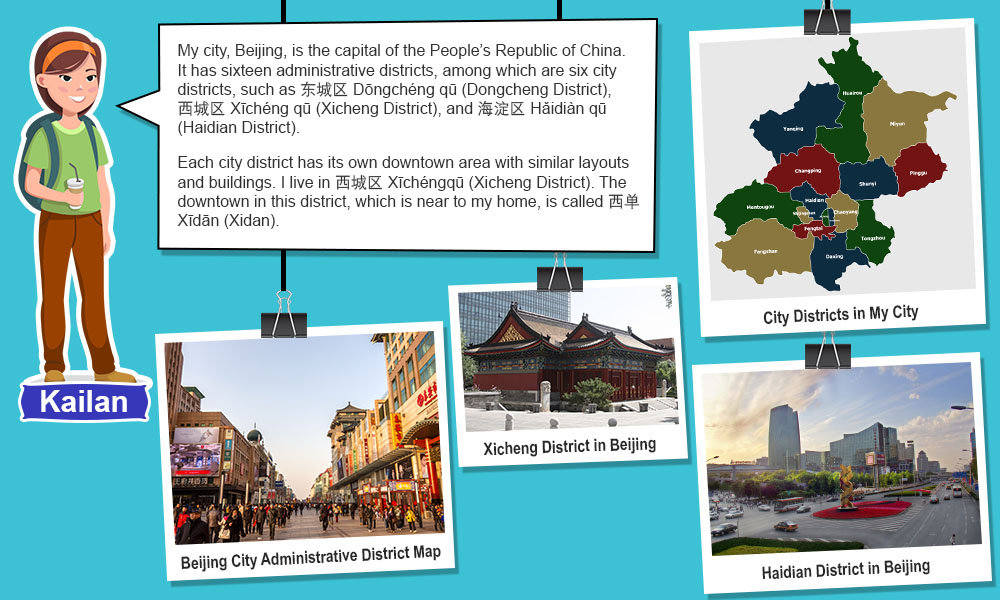 My city, Beijing, is the capital of the People’s Republic of China.
It has sixteen administrative districts, among which are six city
districts, such as 东城区 Dōngchéng qū (Dongcheng District),
西城区 Xīchéng qū (Xicheng District), and 海淀区 Hǎidiàn qū
(Haidian District).
Each city district has its own downtown area with similar layouts
and buildings. I live in 西城区 Xīchéngqū (Xicheng District). The
downtown in this district, which is near to my home, is called 西单
Xīdān (Xidan).
Kailan
Beijing City Administrative District Map
Xicheng District in Beijing
Huairou
Miyun
Yanqing
Changping
Pinggu
Shunyi
Haidian
Mentougou
Chaoyang
Fengtai
Tongzhou
Fangshan
Daxing
City Districts in My City
Haidian District in Beijing